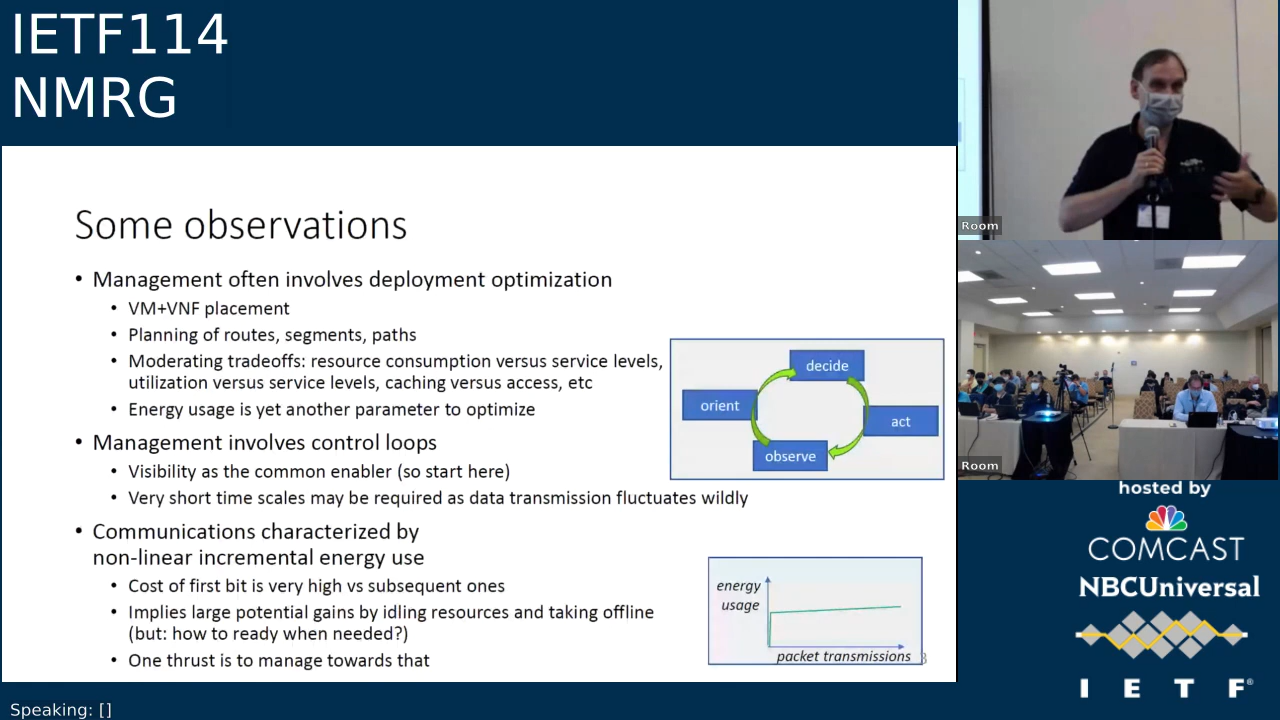 IETF114
NMRG
Some observations
• Management often involves deployment optimization
• VM+VNF placement
• Planning of routes, segments, paths
• Moderating tradeoffs: resource consumption versus service levels,
utilization versus service levels, caching versus access, etc
• Energy usage is yet another parameter to optimize
• Management involves control loops
• Visibility as the common enabler (so start here)
• Very short time scales may be required as data transmission fluctuates wildly
• Communications characterized by
non-linear incremental energy use
• Cost of first bit is very high vs subsequent ones
• Implies large potential gains by idling resources and taking offline
(but: how to ready when needed?)
• One thrust is to manage towards that
decide
orient
act
observe
energy
usage
packet transmissions
3
Room
Room
hosted by
COMCAST
NBCUniversal
I E T F®
Speaking: []